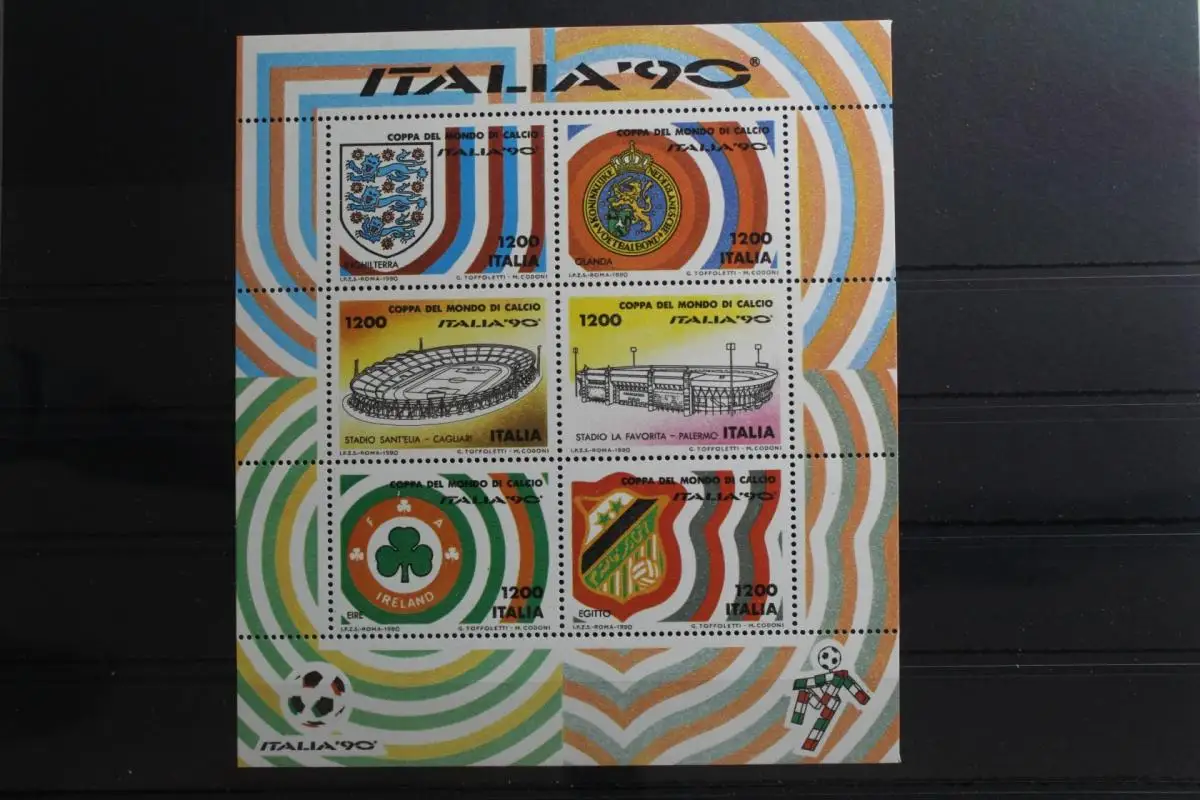 ITALIA'90®
COPPA DEL MONDO DI CALCIO
ITALIA'90
1200
ITALIA
INGHILTERRA
I.P.Z.S.-ROMA-1990
G. TOFFOLETTI - M. CODONI
COPPA DEL MONDO DI CALCIO
ITALIA'90
KONINKLIJKE NEDERLANDSCHE
VOETBALBOND
1200
ITALIA
OLANDA
I.P.Z.S.-ROMA-1990
G. TOFFOLETTI - M. CODONI
COPPA DEL MONDO DI CALCIO
1200
ITALIA'90
STADIO SANT'ELIA - CAGLIARI
ITALIA
I.P.Z.S.-ROMA-1990
G. TOFFOLETTI - M. CODONI
COPPA DEL MONDO DI CALCIO
1200
ITALIA'90
STADIO LA FAVORITA - PALERMO
ITALIA
I.P.Z.S.-ROMA-1990
G. TOFFOLETTI - M. CODONI
COPPA DEL MONDO DI CALCIO
ITALIA'90
F A
I
IRELAND
1200
ITALIA
EIRE
I.P.Z.S.-ROMA-1990
G. TOFFOLETTI - M. CODONI
COPPA DEL MONDO DI CALCIO
ITALIA'90
1200
ITALIA
EGITTO
I.P.Z.S.-ROMA-1990
G. TOFFOLETTI - M. CODONI
ITALIA'90